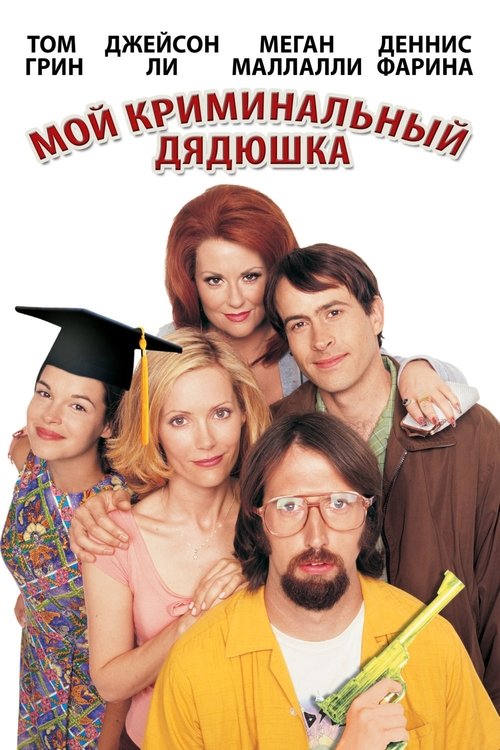 ТОМ ДЖЕЙСОН МЕГАН ДЕННИС
ГРИН ЛИ МАЛЛАЛЛИ ФАРИНА
МОЙ КРИМИНАЛЬНЫЙ
ДЯДЮШКА